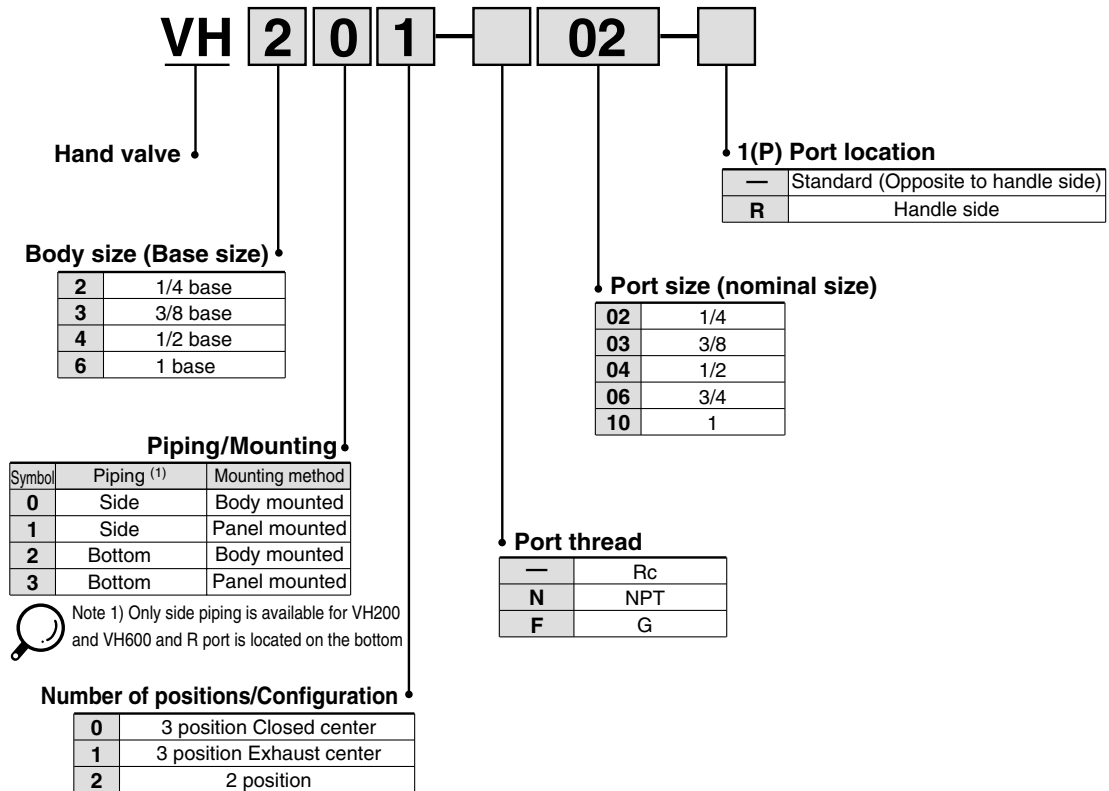 VH 2 0 1 — 02 —
Hand valve
1(P) Port location
— Standard (Opposite to handle side)
R Handle side
Body size (Base size)
2 1/4 base
3 3/8 base
4 1/2 base
6 1 base
Port size (nominal size)
02 1/4
03 3/8
04 1/2
06 3/4
10 1
Piping/Mounting
Symbol Piping (1) Mounting method
0 Side Body mounted
1 Side Panel mounted
2 Bottom Body mounted
3 Bottom Panel mounted
Note 1) Only side piping is available for VH200
and VH600 and R port is located on the bottom
Port thread
— Rc
N NPT
F G
Number of positions/Configuration
0 3 position Closed center
1 3 position Exhaust center
2 2 position